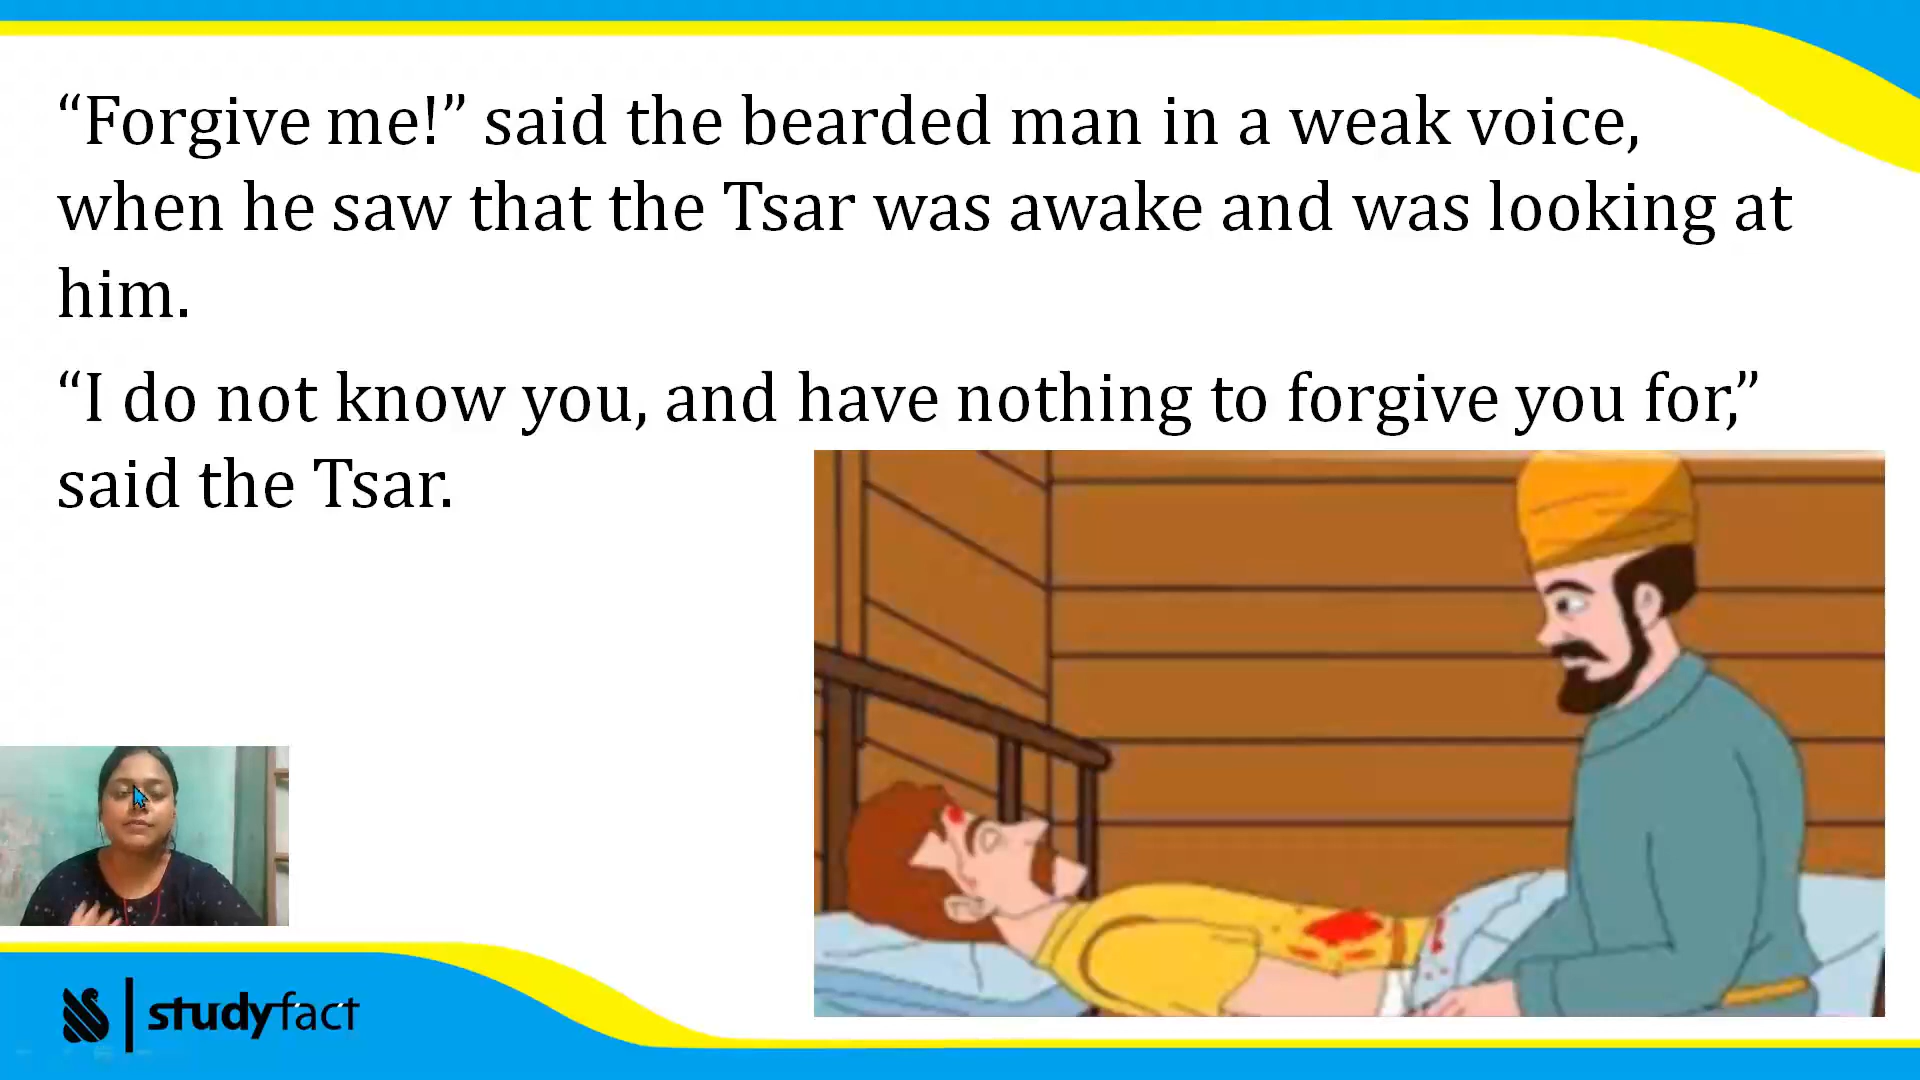 “Forgive me!” said the bearded man in a weak voice,
when he saw that the Tsar was awake and was looking at
him.
“I do not know you, and have nothing to forgive you for,”
said the Tsar.
studyfact